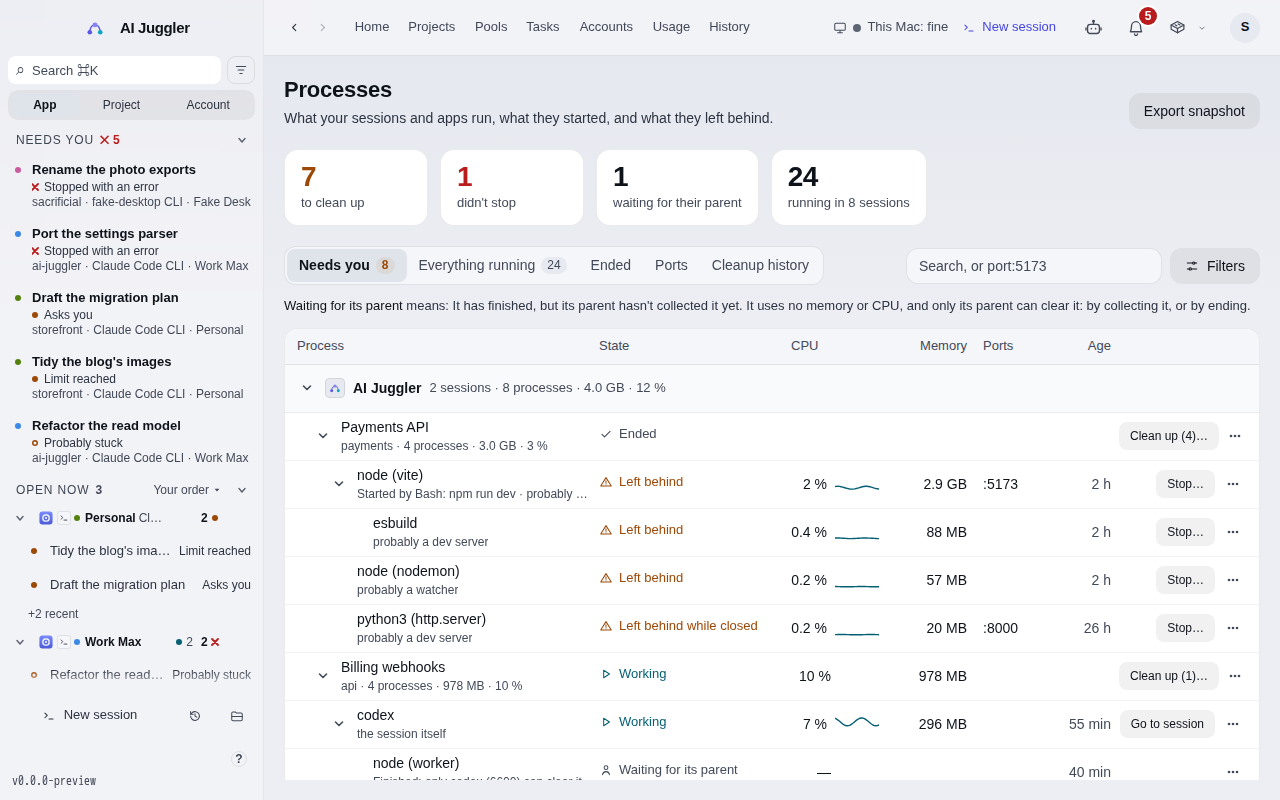 AI Juggler
Search ⌘K
App Project Account
NEEDS YOU 5
Rename the photo exports
Stopped with an error
sacrificial · fake-desktop CLI · Fake Desk
Port the settings parser
Stopped with an error
ai-juggler · Claude Code CLI · Work Max
Draft the migration plan
Asks you
storefront · Claude Code CLI · Personal
Tidy the blog's images
Limit reached
storefront · Claude Code CLI · Personal
Refactor the read model
Probably stuck
ai-juggler · Claude Code CLI · Work Max
OPEN NOW 3 Your order
Personal Cl… 2
Tidy the blog's ima… Limit reached
Draft the migration plan Asks you
+2 recent
Work Max 2 2
Refactor the read… Probably stuck
New session
?
v0.0.0-preview
Home Projects Pools Tasks Accounts Usage History This Mac: fine New session 5 S
Processes
What your sessions and apps run, what they started, and what they left behind.
Export snapshot
7
to clean up
1
didn't stop
1
waiting for their parent
24
running in 8 sessions
Needs you 8 Everything running 24 Ended Ports Cleanup history
Search, or port:5173 Filters
Waiting for its parent means: It has finished, but its parent hasn't collected it yet. It uses no memory or CPU, and only its parent can clear it: by collecting it, or by ending.
Process State CPU Memory Ports Age
AI Juggler 2 sessions · 8 processes · 4.0 GB · 12 %
Payments API Ended Clean up (4)…
payments · 4 processes · 3.0 GB · 3 %
node (vite) Left behind 2 % 2.9 GB :5173 2 h Stop…
Started by Bash: npm run dev · probably …
esbuild Left behind 0.4 % 88 MB 2 h Stop…
probably a dev server
node (nodemon) Left behind 0.2 % 57 MB 2 h Stop…
probably a watcher
python3 (http.server) Left behind while closed 0.2 % 20 MB :8000 26 h Stop…
probably a dev server
Billing webhooks Working 10 % 978 MB Clean up (1)…
api · 4 processes · 978 MB · 10 %
codex Working 7 % 296 MB 55 min Go to session
the session itself
node (worker) Waiting for its parent — 40 min